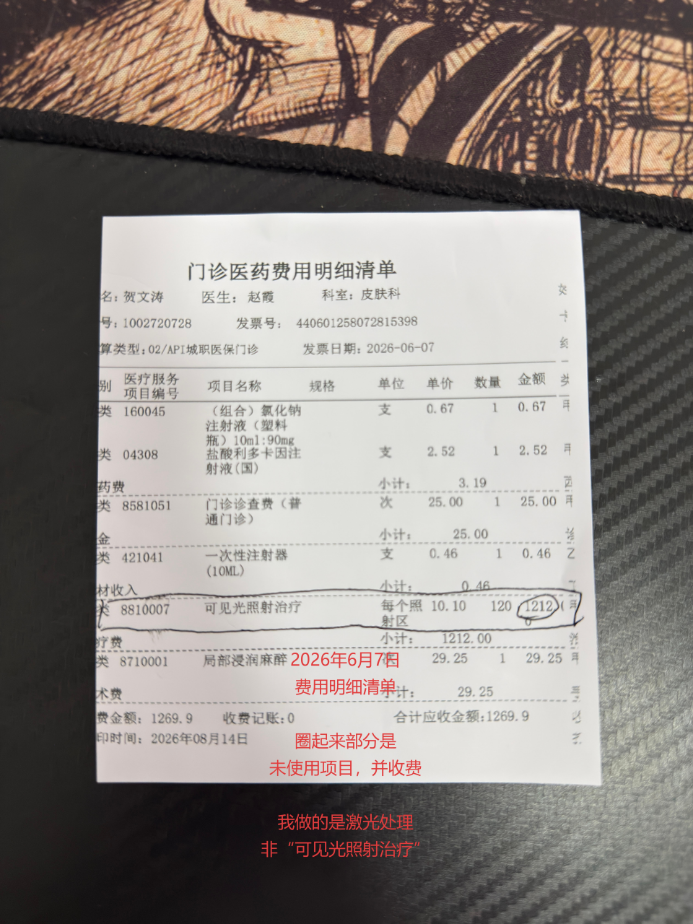 门诊医药费用明细清单
名：贺文涛 医生：赵霞 科室：皮肤科
号：1002720728 发票号： 440601258072815398
算类型：02/API城职医保门诊 发票日期：2026-06-07
别 医疗服务项目编号 项目名称 规格 单位 单价 数量 金额 类
类 160045 （组合）氯化钠 支 0.67 1 0.67 甲
注射液（塑料
瓶）10ml:90mg
类 04308 盐酸利多卡因注 支 2.52 1 2.52 甲
射液(国)
药费 小计： 3.19
类 8581051 门诊诊查费（普 次 25.00 1 25.00 甲
通门诊）
金 小计： 25.00
类 421041 一次性注射器 支 0.46 1 0.46
(10ML)
材收入 小计： 0.46
类 8810007 可见光照射治疗 每个照 10.10 120 1212.
射区 0
疗费 小计： 1212.00
类 8710001 局部浸润麻醉 29.25 1 29.25
术费 小计： 29.25
费金额：1269.9 收费记账:0 合计应收金额:1269.9
印时间：2026年08月14日
2026年6月7日
费用明细清单
圈起来部分是
未使用项目，并收费
我做的是激光处理
非“可见光照射治疗”